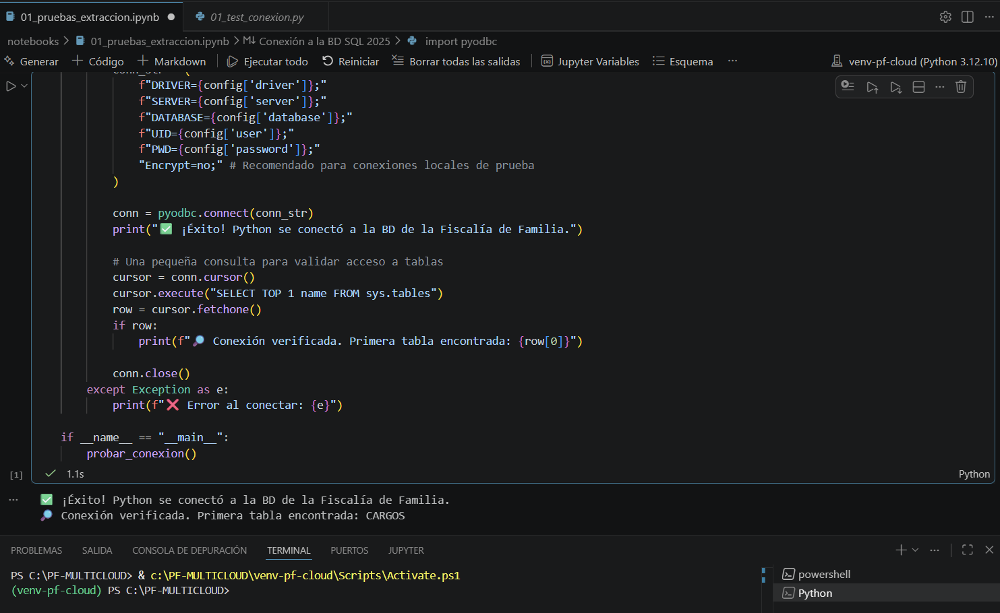 01_pruebas_extraccion.ipynb ● 01_test_conexion.py
notebooks > 01_pruebas_extraccion.ipynb > M↓ Conexión a la BD SQL 2025 > import pyodbc
Generar + Código + Markdown Ejecutar todo Reiniciar Borrar todas las salidas Jupyter Variables Esquema ... venv-pf-cloud (Python 3.12.10)
f"DRIVER={config['driver']};"
f"SERVER={config['server']};"
f"DATABASE={config['database']};"
f"UID={config['user']};"
f"PWD={config['password']};"
"Encrypt=no;" # Recomendado para conexiones locales de prueba
)
conn = pyodbc.connect(conn_str)
print("✅ ¡Éxito! Python se conectó a la BD de la Fiscalía de Familia.")
# Una pequeña consulta para validar acceso a tablas
cursor = conn.cursor()
cursor.execute("SELECT TOP 1 name FROM sys.tables")
row = cursor.fetchone()
if row:
print(f"🔎 Conexión verificada. Primera tabla encontrada: {row[0]}")
conn.close()
except Exception as e:
print(f"❌ Error al conectar: {e}")
if __name__ == "__main__":
probar_conexion()
[1] ✓ 1.1s Python
✅ ¡Éxito! Python se conectó a la BD de la Fiscalía de Familia.
🔎 Conexión verificada. Primera tabla encontrada: CARGOS
PROBLEMAS SALIDA CONSOLA DE DEPURACIÓN TERMINAL PUERTOS JUPYTER
PS C:\PF-MULTICLOUD> & c:\PF-MULTICLOUD\venv-pf-cloud\Scripts\Activate.ps1
(venv-pf-cloud) PS C:\PF-MULTICLOUD>
powershell
Python